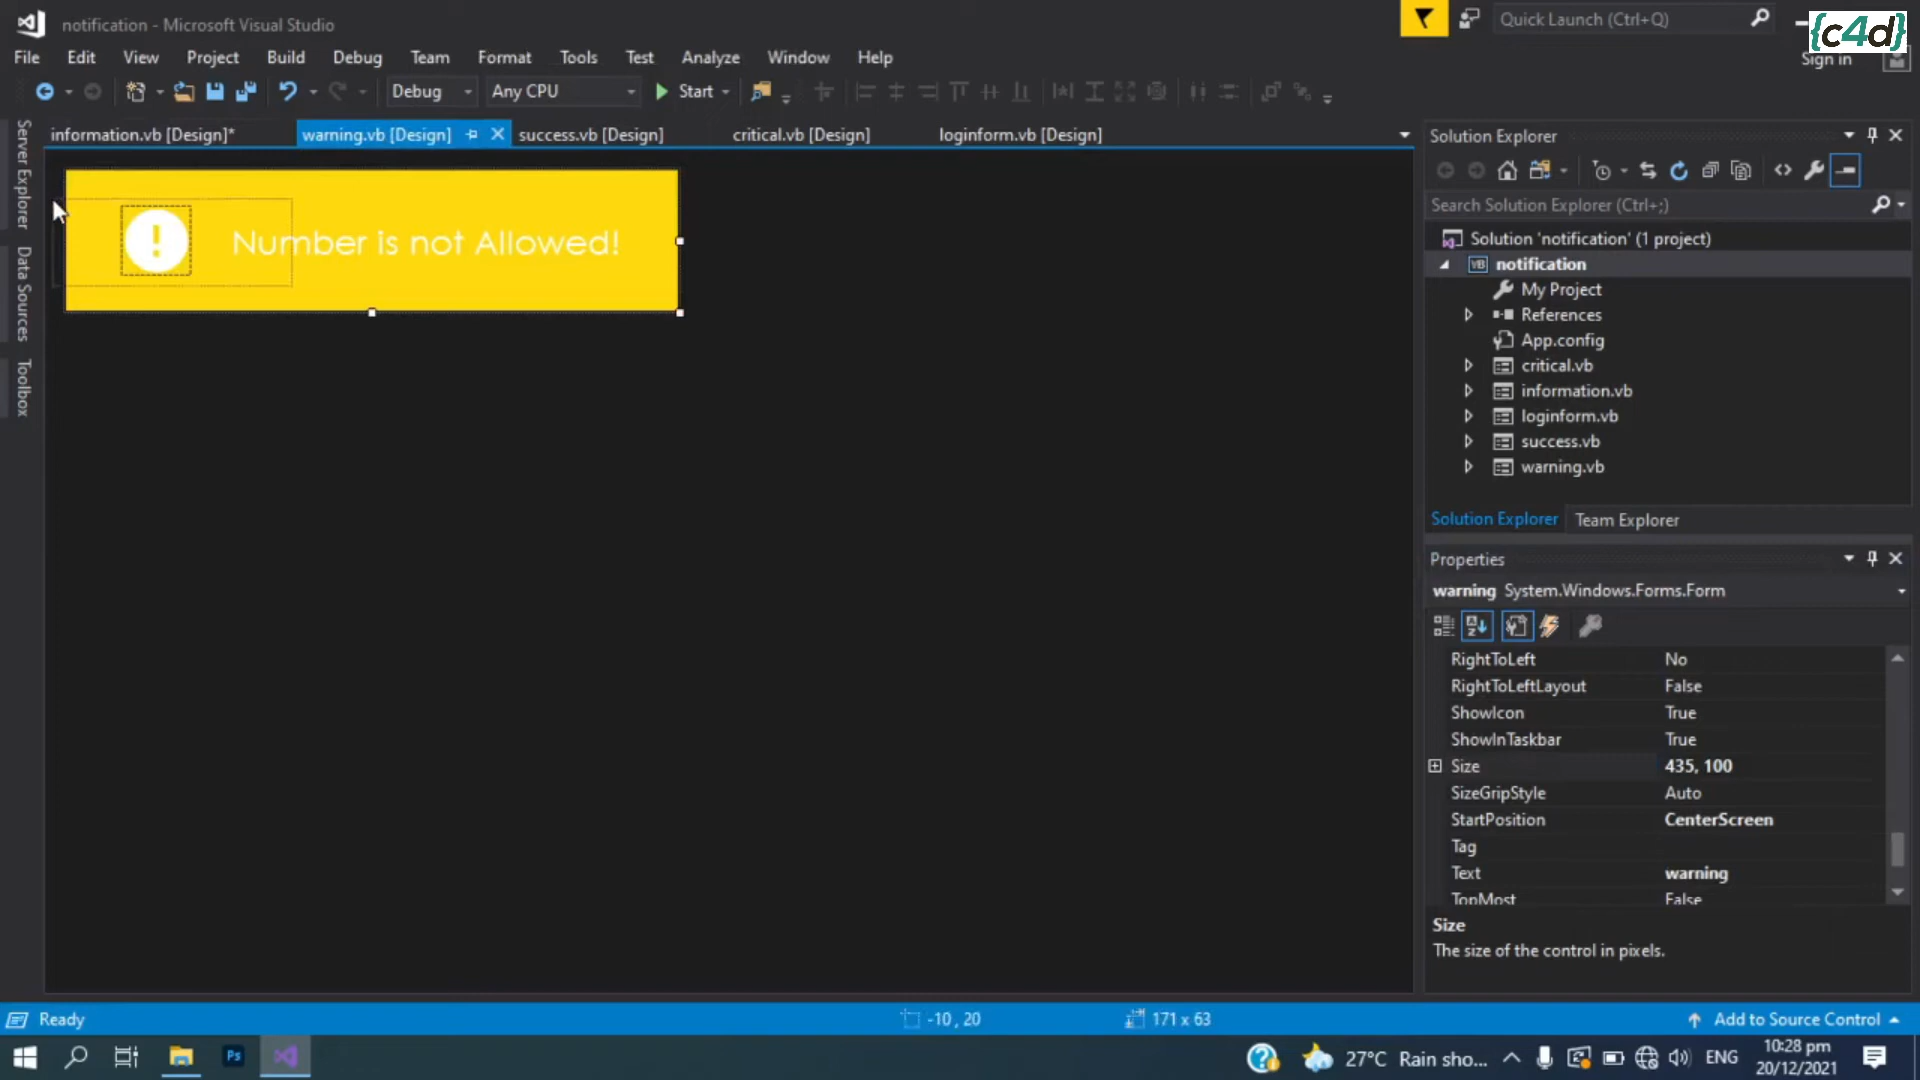 notification - Microsoft Visual Studio
Quick Launch (Ctrl+Q)
{c4d}
File Edit View Project Build Debug Team Format Tools Test Analyze Window Help
Sign in
Debug Any CPU Start
information.vb [Design]* warning.vb [Design] success.vb [Design] critical.vb [Design] loginform.vb [Design]
Server Explorer
Data Sources
Toolbox
Number is not Allowed!
Solution Explorer
Search Solution Explorer (Ctrl+;)
Solution 'notification' (1 project)
VB notification
My Project
References
App.config
critical.vb
information.vb
loginform.vb
success.vb
warning.vb
Solution Explorer Team Explorer
Properties
warning System.Windows.Forms.Form
RightToLeft No
RightToLeftLayout False
ShowIcon True
ShowInTaskbar True
Size 435, 100
SizeGripStyle Auto
StartPosition CenterScreen
Tag
Text warning
TopMost False
Size
The size of the control in pixels.
Ready -10 , 20 171 x 63 Add to Source Control
Ps 27°C Rain sho... ENG 10:28 pm
20/12/2021